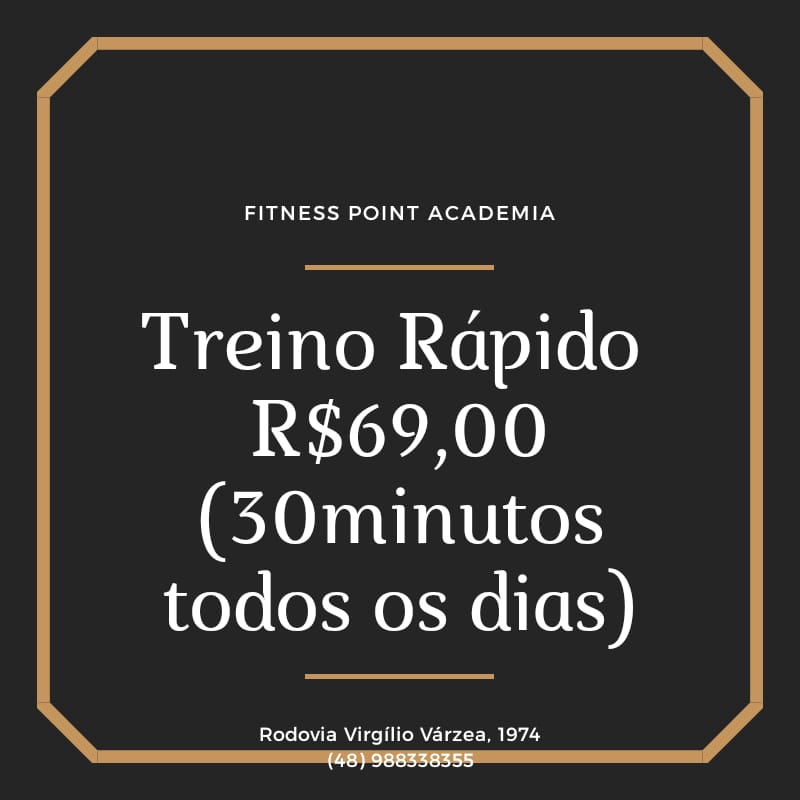 FITNESS POINT ACADEMIA
Treino Rápido
R$69,00
(30minutos
todos os dias)
Rodovia Virgílio Várzea, 1974
(48) 988338355